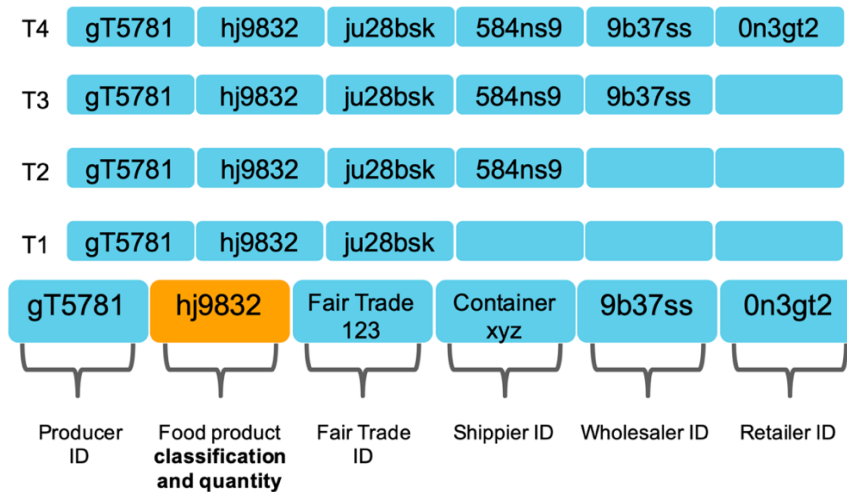 T4 gT5781 hj9832 ju28bsk 584ns9 9b37ss 0n3gt2
T3 gT5781 hj9832 ju28bsk 584ns9 9b37ss
T2 gT5781 hj9832 ju28bsk 584ns9
T1 gT5781 hj9832 ju28bsk
gT5781 hj9832 Fair Trade Container 9b37ss 0n3gt2
123 xyz
Producer Food product Fair Trade Shippier ID Wholesaler ID Retailer ID
ID classification ID
and quantity